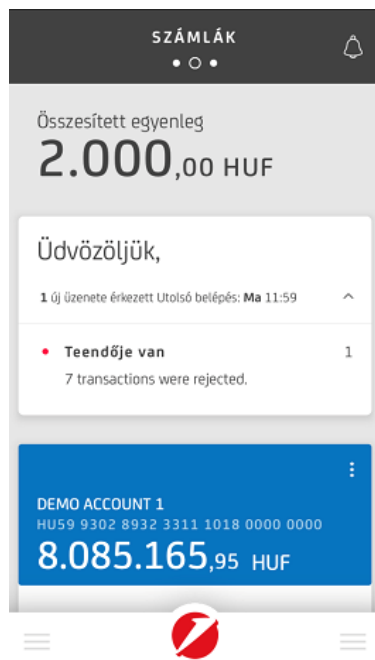 SZÁMLÁK
Összesített egyenleg
2.000,00 HUF
Üdvözöljük,
1 új üzenete érkezett Utolsó belépés: Ma 11:59
Teendője van 1
7 transactions were rejected.
DEMO ACCOUNT 1
HU59 9302 8932 3311 1018 0000 0000
8.085.165,95 HUF